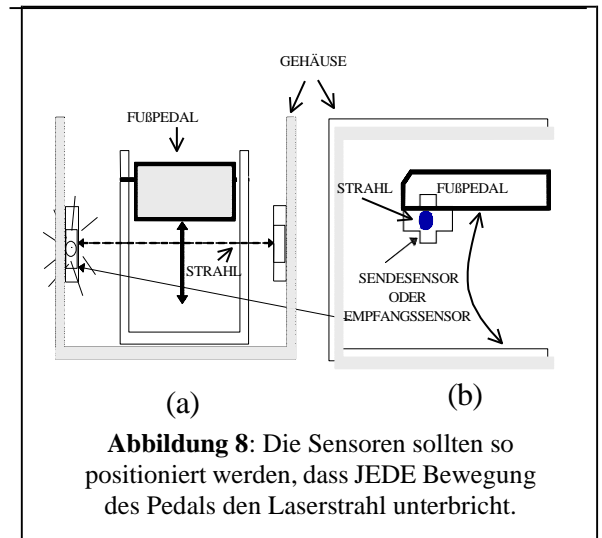 GEHÄUSE
FUßPEDAL
STRAHL
(a)
STRAHL
FUßPEDAL
SENDESENSOR
ODER
EMPFANGSSENSOR
(b)
Abbildung 8: Die Sensoren sollten so
positioniert werden, dass JEDE Bewegung
des Pedals den Laserstrahl unterbricht.